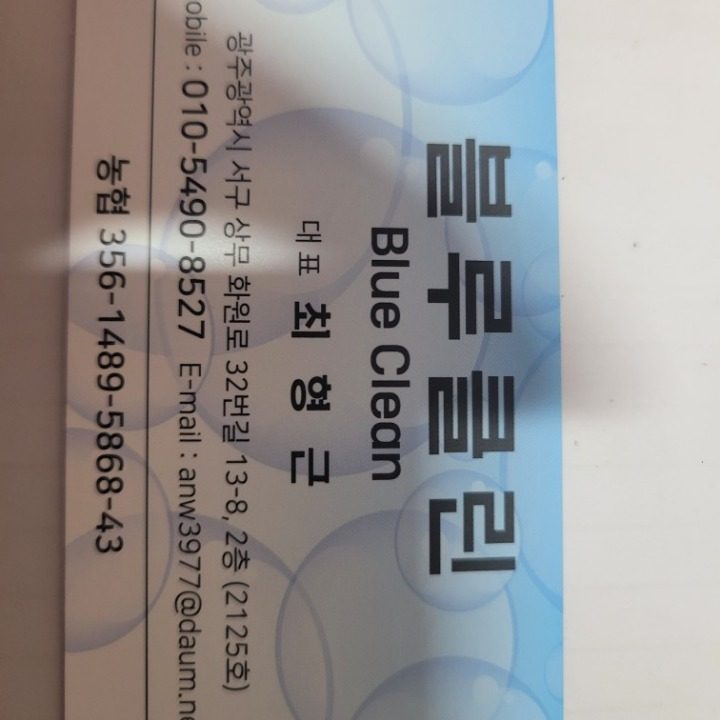 블루클린
Blue Clean
대표 최형근
광주광역시 서구 상무 화원로 32번길 13-8, 2층 (2125호)
obile : 010-5490-8527 E-mail : anw3977@daum.ne
농협 356-1489-5868-43